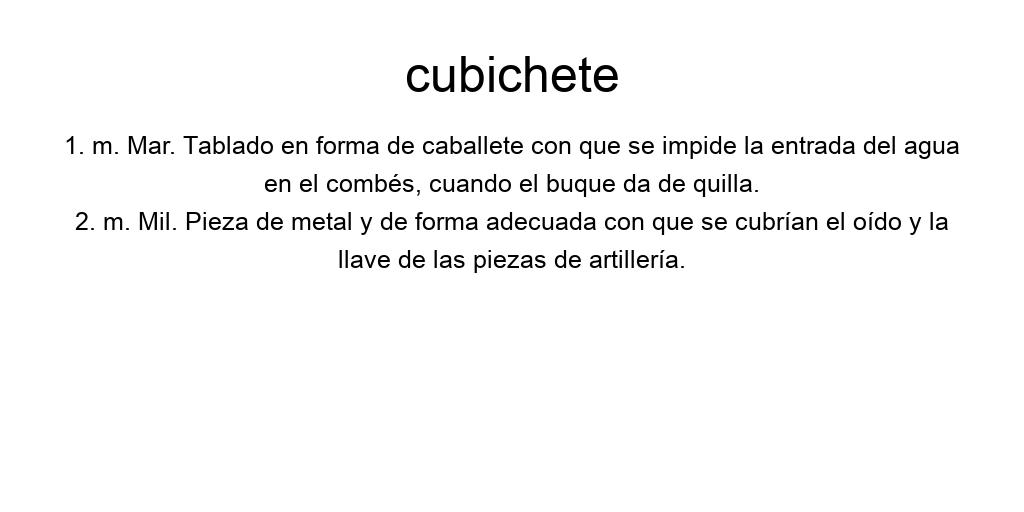 cubichete
1. m. Mar. Tablado en forma de caballete con que se impide la entrada del agua
en el combés, cuando el buque da de quilla.
2. m. Mil. Pieza de metal y de forma adecuada con que se cubrían el oído y la
llave de las piezas de artillería.